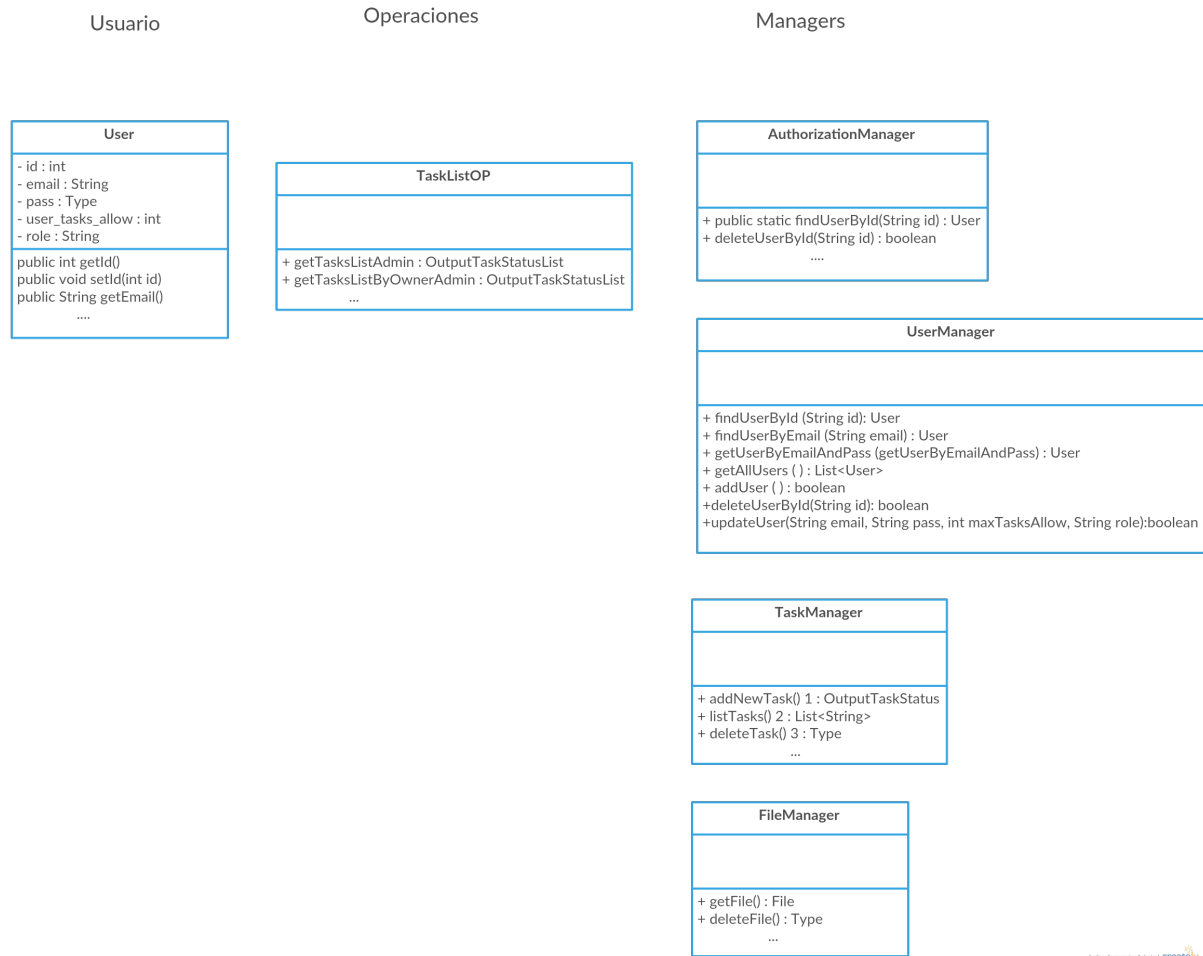 Usuario
Operaciones
Managers
User
- id : int
- email : String
- pass : Type
- user_tasks_allow : int
- role : String
public int getId()
public void setId(int id)
public String getEmail()
....
TaskListOP
+ getTasksListAdmin : OutputTaskStatusList
+ getTasksListByOwnerAdmin : OutputTaskStatusList
...
AuthorizationManager
+ public static findUserById(String id) : User
+ deleteUserById(String id) : boolean
....
UserManager
+ findUserById (String id): User
+ findUserByEmail (String email) : User
+ getUserByEmailAndPass (getUserByEmailAndPass) : User
+ getAllUsers ( ) : List<User>
+ addUser ( ) : boolean
+deleteUserById(String id): boolean
+updateUser(String email, String pass, int maxTasksAllow, String role):boolean
TaskManager
+ addNewTask() 1 : OutputTaskStatus
+ listTasks() 2 : List<String>
+ deleteTask() 3 : Type
...
FileManager
+ getFile() : File
+ deleteFile() : Type
...